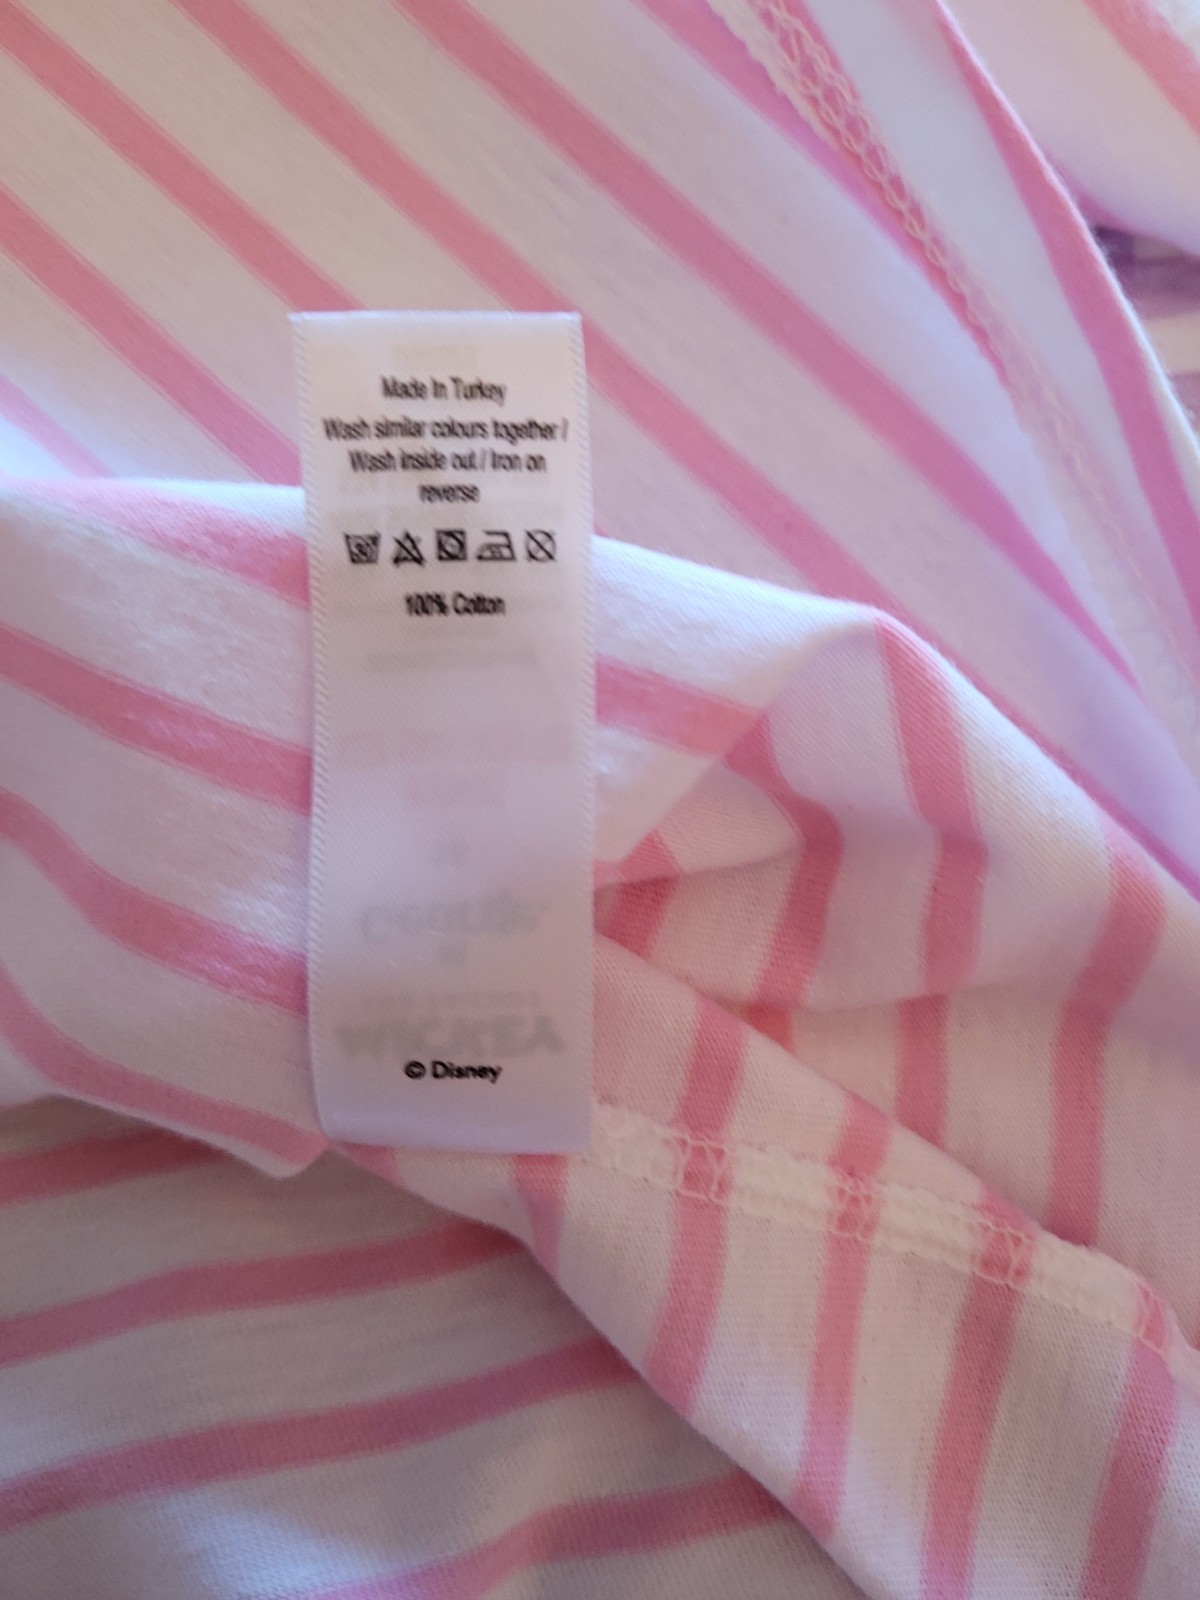 Made In Turkey
Wash similar colours together /
Wash inside out / Iron on
reverse
100% Cotton
© Disney